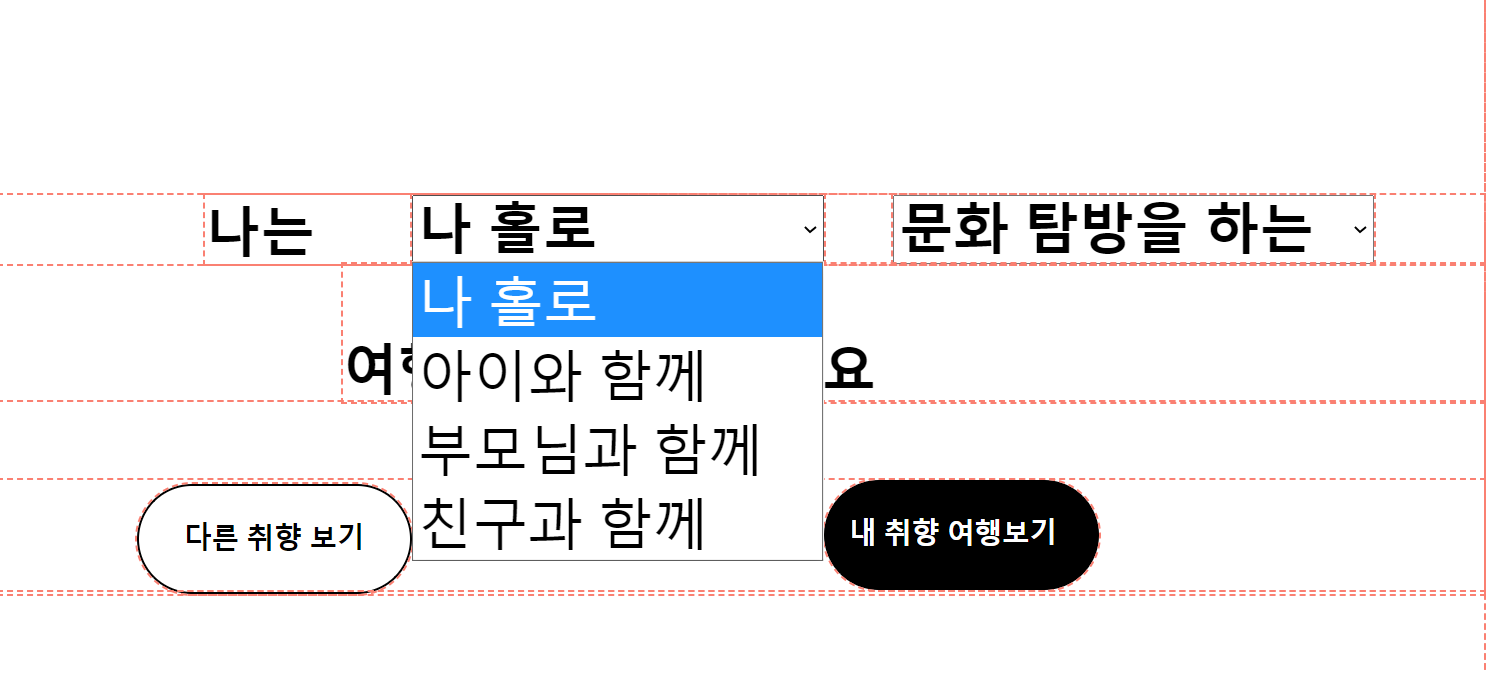 나는 나 홀로 문화 탐방을 하는
나 홀로
아이와 함께
요
부모님과 함께
친구과 함께
다른 취향 보기
내 취향 여행보기